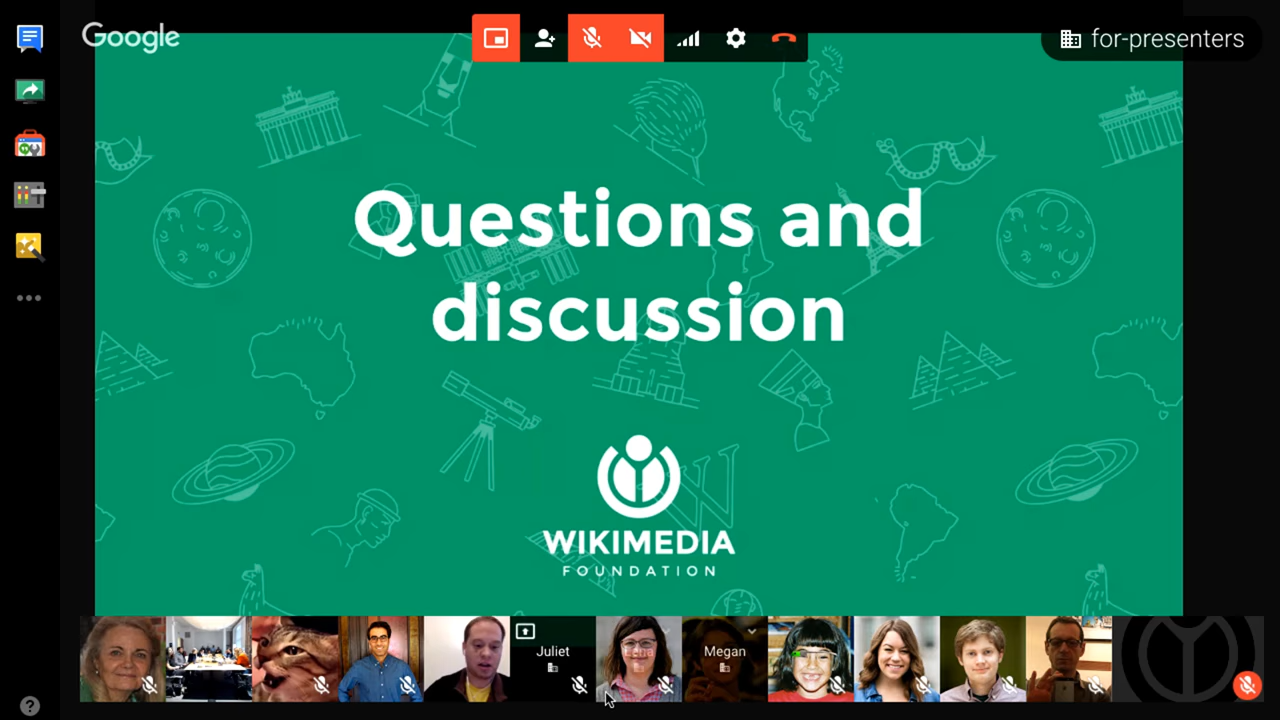 Google
for-presenters
Questions and
discussion
W
WIKIMEDIA
FOUNDATION
Juliet
Megan